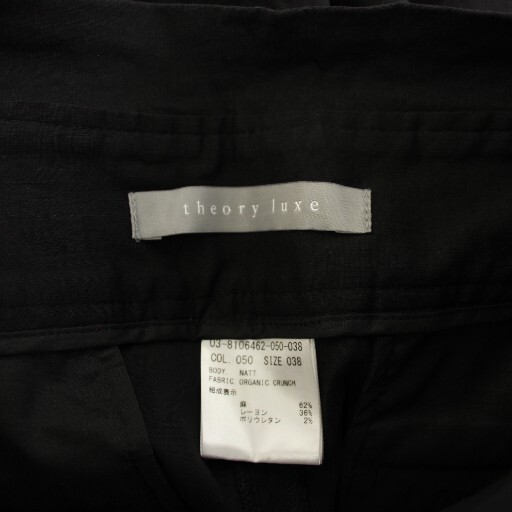 theory luxe
03-8106462-050-038
COL. 050 SIZE 038
BODY NATT
FABRIC ORGANIC CRUNCH
組成表示
麻 62%
レーヨン 36%
ポリウレタン 2%